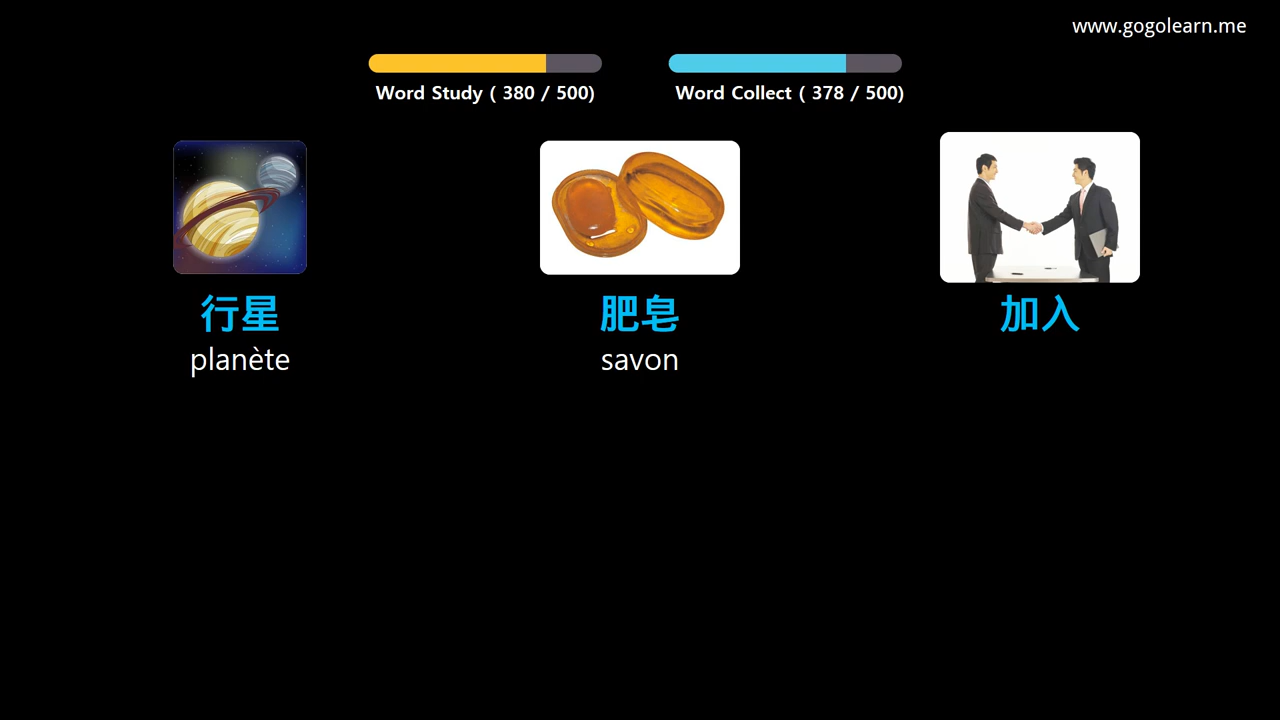 www.gogolearn.me
Word Study ( 380 / 500)
Word Collect ( 378 / 500)
行星
肥皂
加入
planète
savon